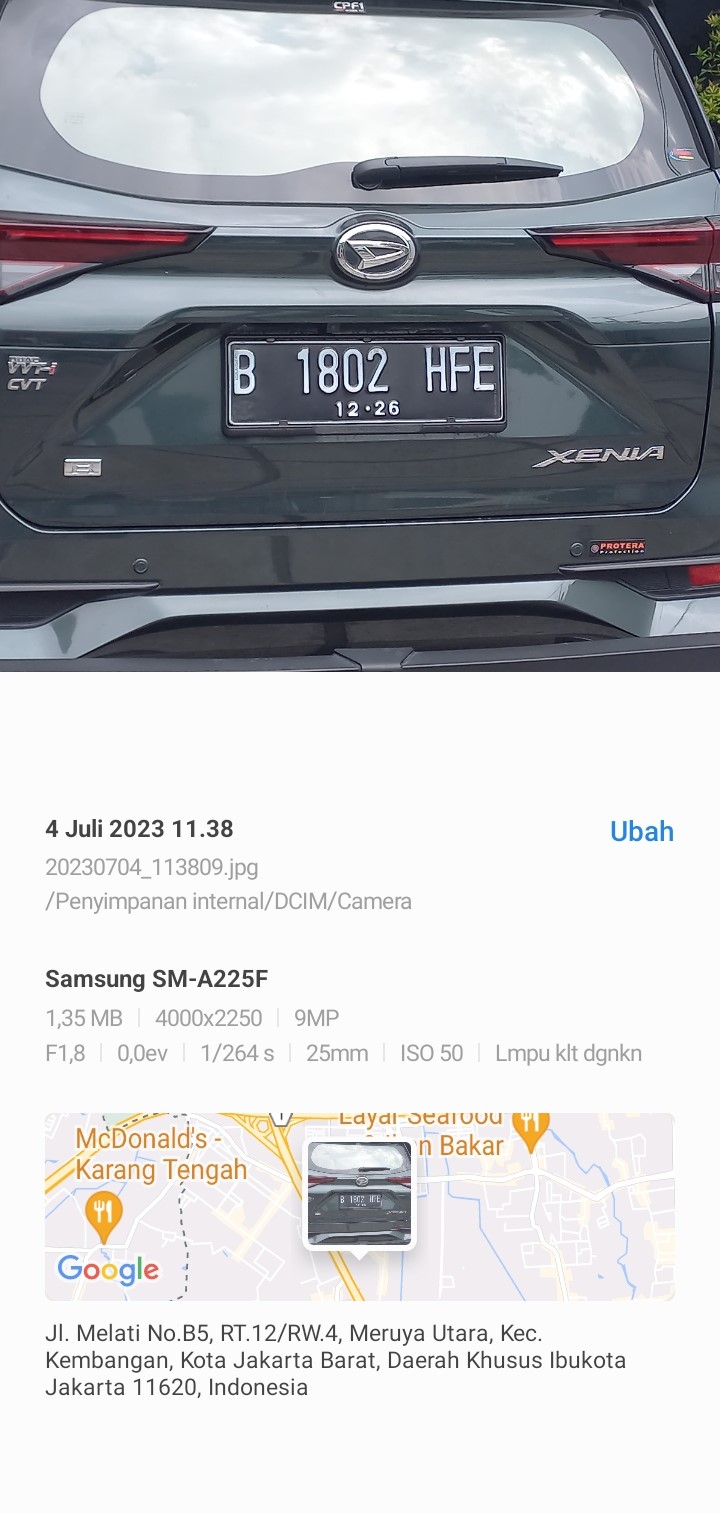 CPF1
B 1802 HFE
12·26
VVT-i
CVT
XENIA
PROTERA
Protection
4 Juli 2023 11.38
Ubah
20230704_113809.jpg
/Penyimpanan internal/DCIM/Camera
Samsung SM-A225F
1,35 MB | 4000x2250 | 9MP
F1,8 | 0,0ev | 1/264 s | 25mm | ISO 50 | Lmpu klt dgnkn
McDonald's -
Karang Tengah
Layar-Seafood
n Bakar
B 1802 HFE
Google
Jl. Melati No.B5, RT.12/RW.4, Meruya Utara, Kec.
Kembangan, Kota Jakarta Barat, Daerah Khusus Ibukota
Jakarta 11620, Indonesia